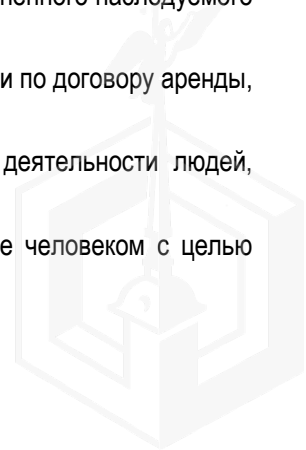 ненного наследуемого
и по договору аренды,
деятельности людей,
е человеком с целью